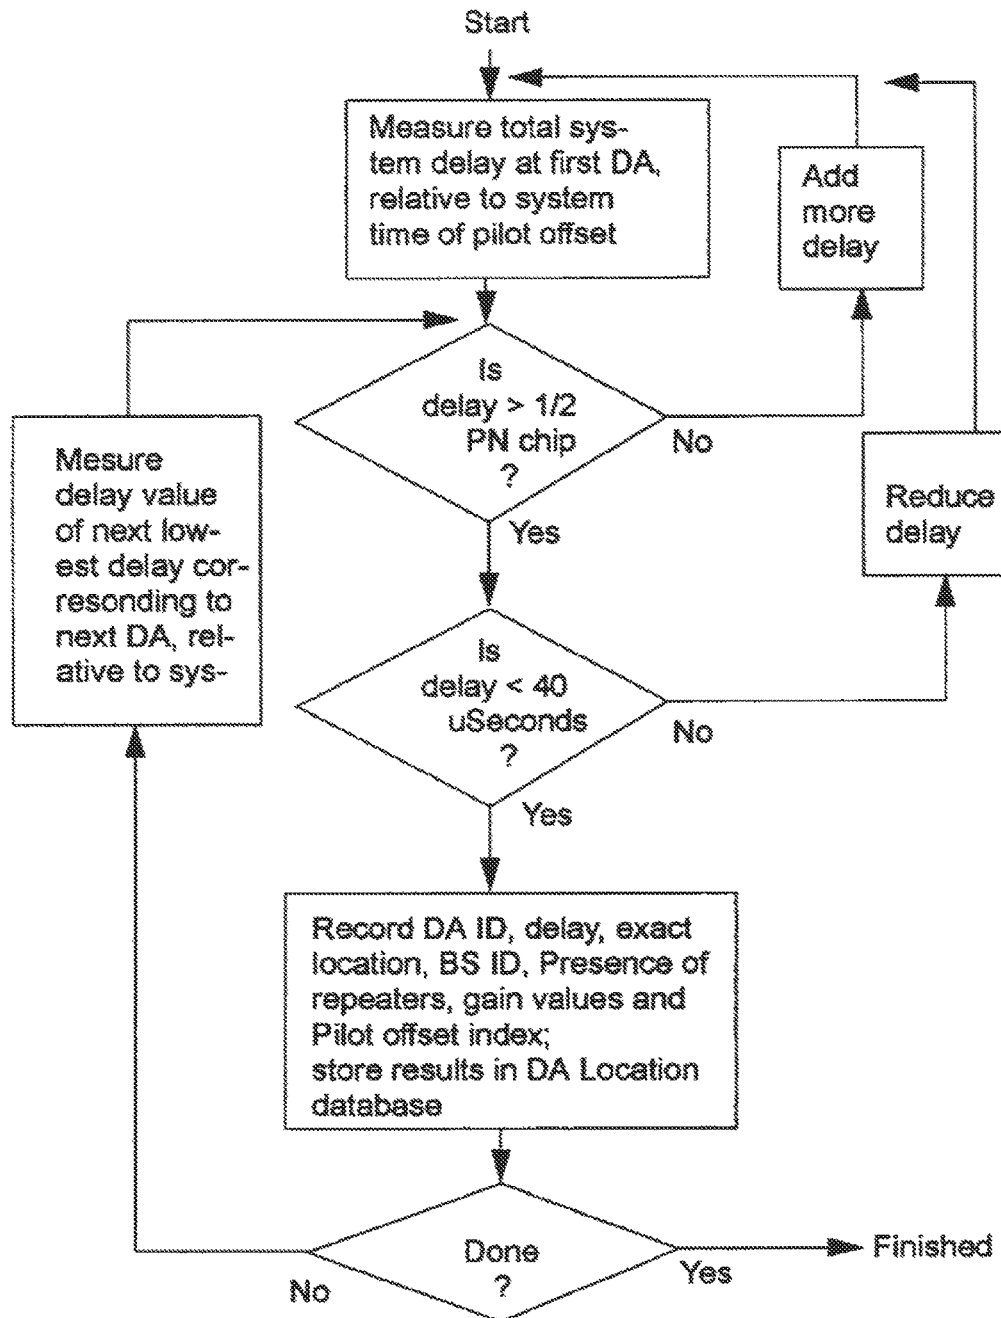 Start
Measure total sys-
tem delay at first DA,
relative to system
time of pilot offset
Add
more
delay
Is
delay > 1/2
PN chip
?
No
Yes
Mesure
delay value
of next low-
est delay cor-
resonding to
next DA, rel-
ative to sys-
Reduce
delay
Is
delay < 40
uSeconds
?
No
Yes
Record DA ID, delay, exact
location, BS ID, Presence of
repeaters, gain values and
Pilot offset index;
store results in DA Location
database
Done
?
No
Yes
Finished